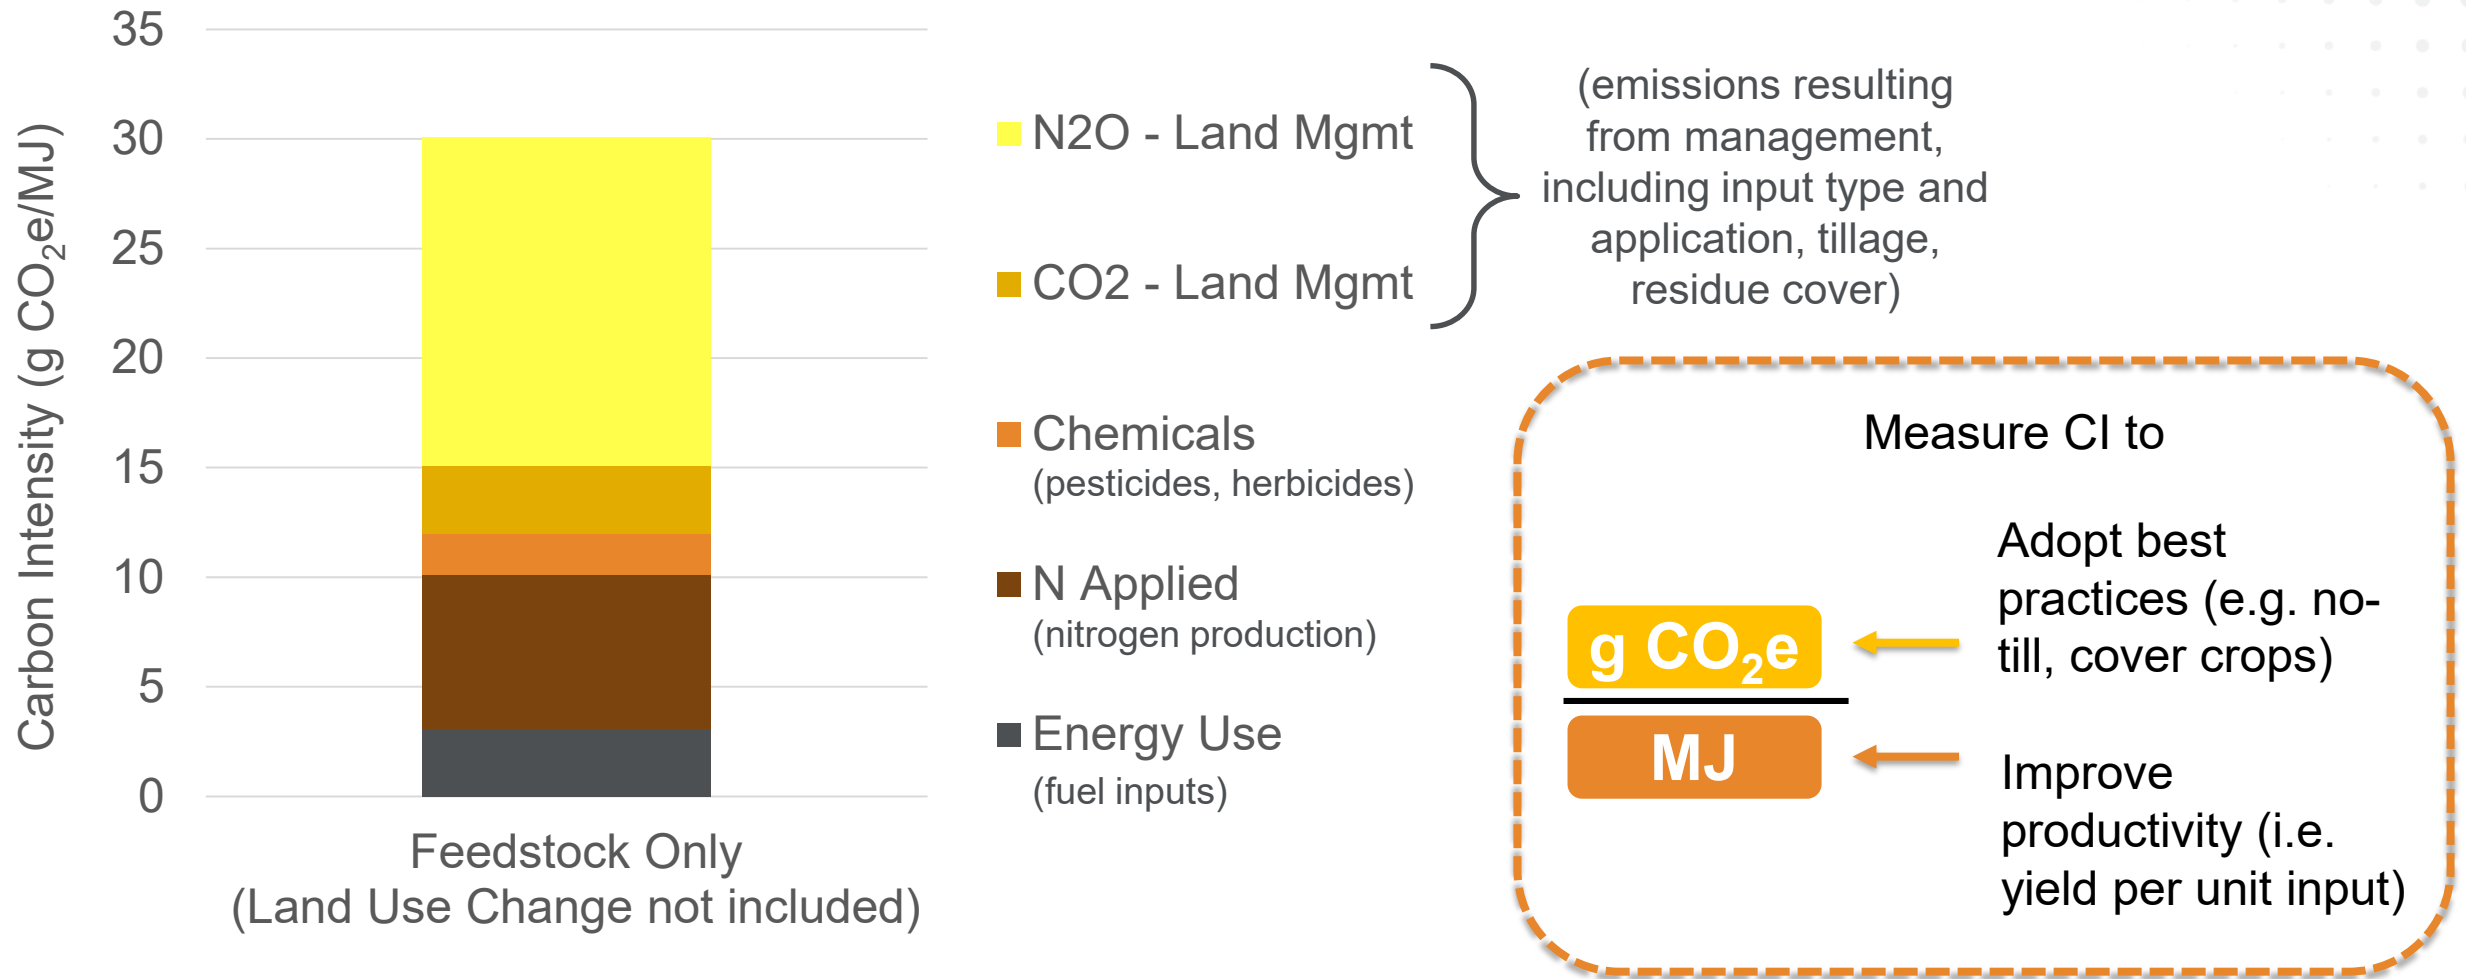 Carbon Intensity (g CO₂e/MJ)
35
30
25
20
15
10
5
0
Feedstock Only
(Land Use Change not included)
N2O - Land Mgmt
CO2 - Land Mgmt
Chemicals
(pesticides, herbicides)
N Applied
(nitrogen production)
Energy Use
(fuel inputs)
(emissions resulting
from management,
including input type and
application, tillage,
residue cover)
Measure CI to
g CO₂e
MJ
Adopt best
practices (e.g. no-
till, cover crops)
Improve
productivity (i.e.
yield per unit input)